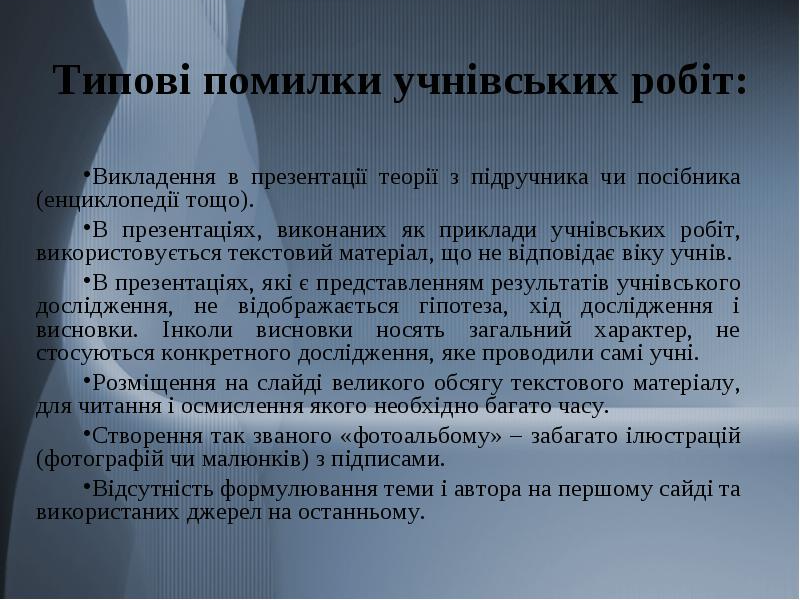 Типові помилки учнівських робіт:
•Викладення в презентації теорії з підручника чи посібника
(енциклопедії тощо).
•В презентаціях, виконаних як приклади учнівських робіт,
використовується текстовий матеріал, що не відповідає віку учнів.
•В презентаціях, які є представленням результатів учнівського
дослідження, не відображається гіпотеза, хід дослідження і
висновки. Інколи висновки носять загальний характер, не
стосуються конкретного дослідження, яке проводили самі учні.
•Розміщення на слайді великого обсягу текстового матеріалу,
для читання і осмислення якого необхідно багато часу.
•Створення так званого «фотоальбому» – забагато ілюстрацій
(фотографій чи малюнків) з підписами.
•Відсутність формулювання теми і автора на першому сайді та
використаних джерел на останньому.